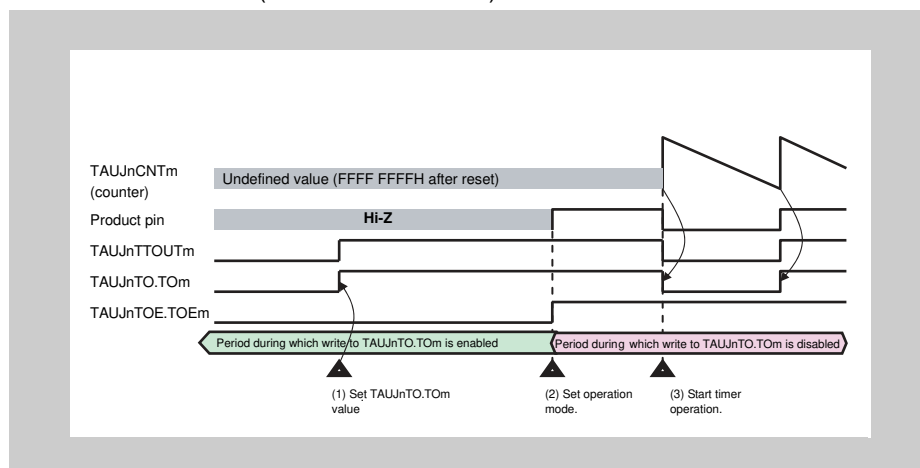 TAUJnCNTm
(counter)
Undefined value (FFFF FFFFH after reset)
Product pin
Hi-Z
TAUJnTTOUTm
TAUJnTO.TOm
TAUJnTOE.TOEm
Period during which write to TAUJnTO.TOm is enabled
Period during which write to TAUJnTO.TOm is disabled
(1) Set TAUJnTO.TOm
value
(2) Set operation
mode.
(3) Start timer
operation.